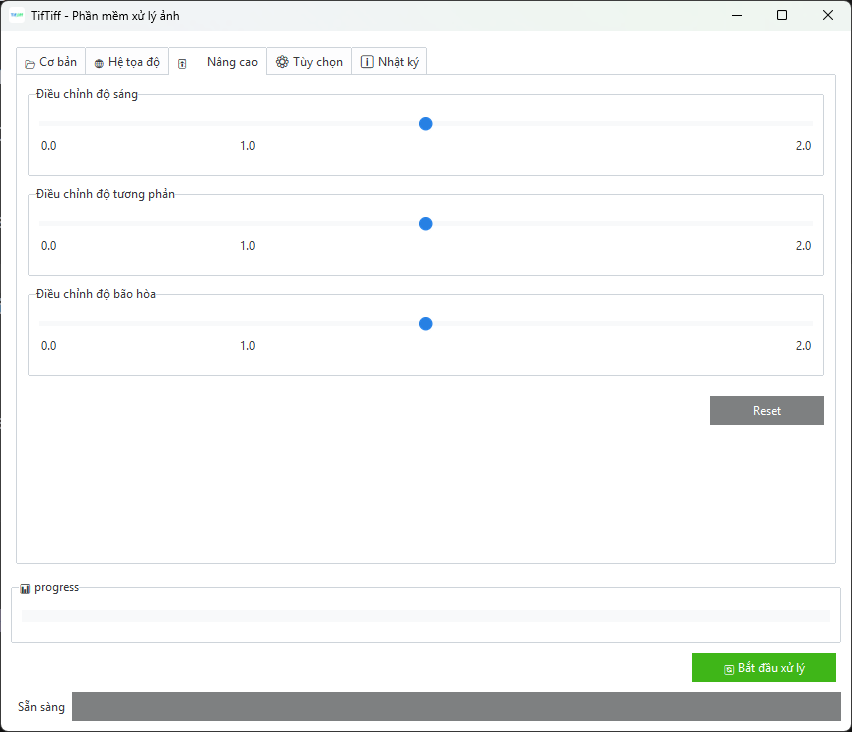 TifTiff - Phần mềm xử lý ảnh
Cơ bản Hệ tọa độ Nâng cao Tùy chọn Nhật ký
Điều chỉnh độ sáng
0.0 1.0 2.0
Điều chỉnh độ tương phản
0.0 1.0 2.0
Điều chỉnh độ bão hòa
0.0 1.0 2.0
Reset
progress
Bắt đầu xử lý
Sẵn sàng